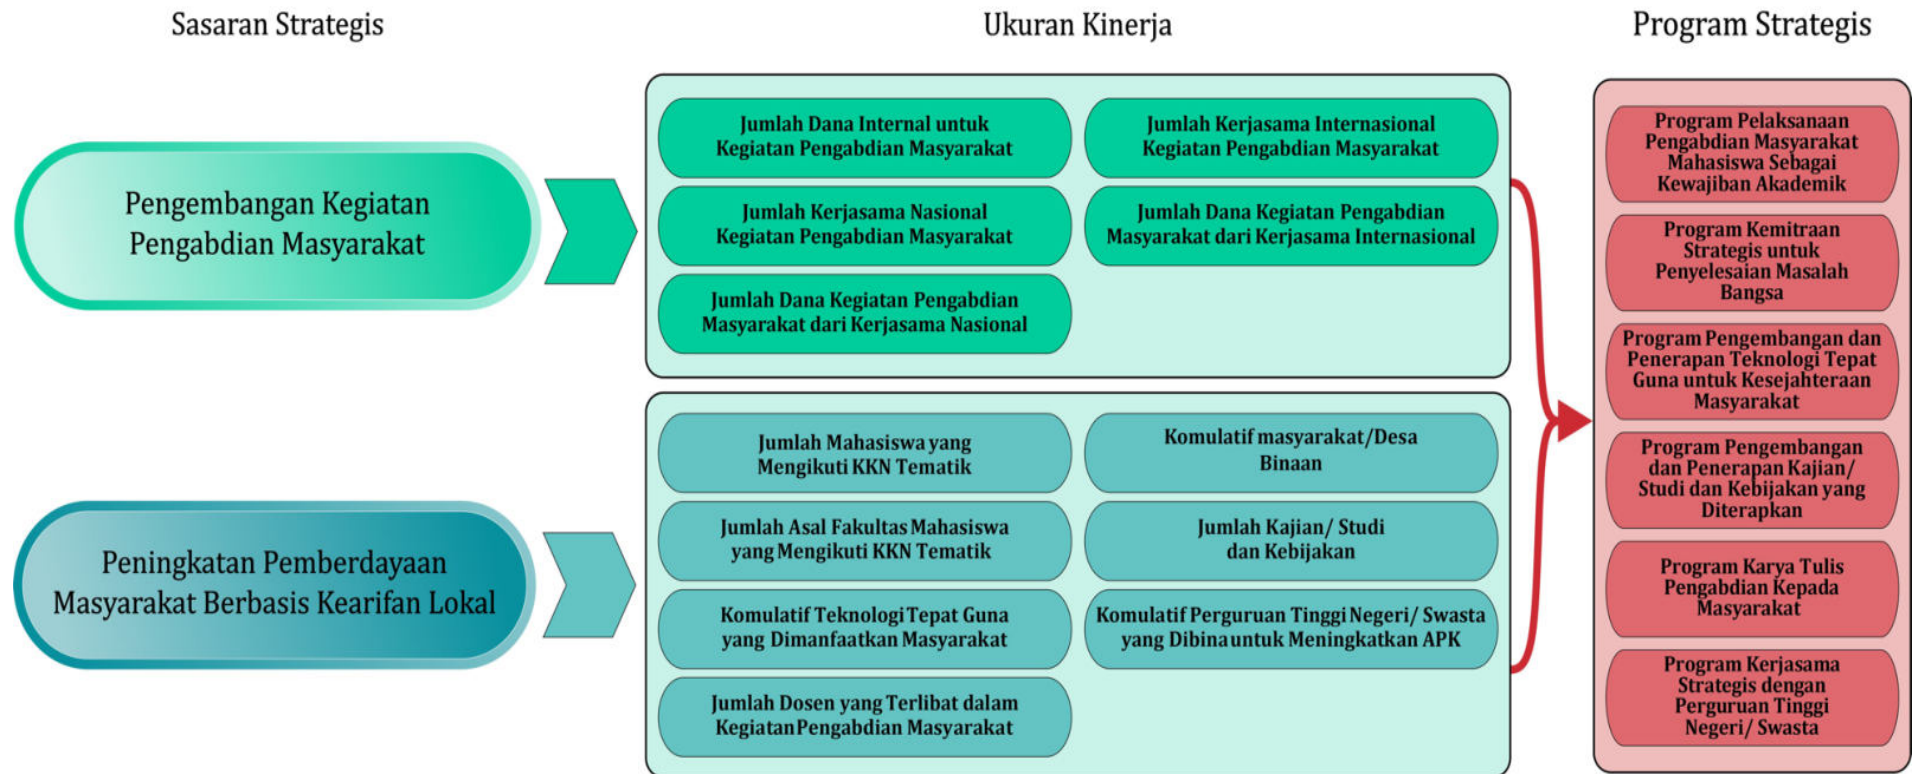 Sasaran Strategis
Ukuran Kinerja
Program Strategis
Pengembangan Kegiatan
Pengabdian Masyarakat
Jumlah Dana Internal untuk
Kegiatan Pengabdian Masyarakat
Jumlah Kerjasama Internasional
Kegiatan Pengabdian Masyarakat
Jumlah Kerjasama Nasional
Kegiatan Pengabdian Masyarakat
Jumlah Dana Kegiatan Pengabdian
Masyarakat dari Kerjasama Internasional
Jumlah Dana Kegiatan Pengabdian
Masyarakat dari Kerjasama Nasional
Peningkatan Pemberdayaan
Masyarakat Berbasis Kearifan Lokal
Jumlah Mahasiswa yang
Mengikuti KKN Tematik
Komulatif masyarakat/Desa
Binaan
Jumlah Asal Fakultas Mahasiswa
yang Mengikuti KKN Tematik
Jumlah Kajian/ Studi
dan Kebijakan
Komulatif Teknologi Tepat Guna
yang Dimanfaatkan Masyarakat
Komulatif Perguruan Tinggi Negeri/ Swasta
yang Dibina untuk Meningkatkan APK
Jumlah Dosen yang Terlibat dalam
Kegiatan Pengabdian Masyarakat
Program Pelaksanaan
Pengabdian Masyarakat
Mahasiswa Sebagai
Kewajiban Akademik
Program Kemitraan
Strategis untuk
Penyelesaian Masalah
Bangsa
Program Pengembangan dan
Penerapan Teknologi Tepat
Guna untuk Kesejahteraan
Masyarakat
Program Pengembangan
dan Penerapan Kajian/
Studi dan Kebijakan yang
Diterapkan
Program Karya Tulis
Pengabdian Kepada
Masyarakat
Program Kerjasama
Strategis dengan
Perguruan Tinggi
Negeri/ Swasta